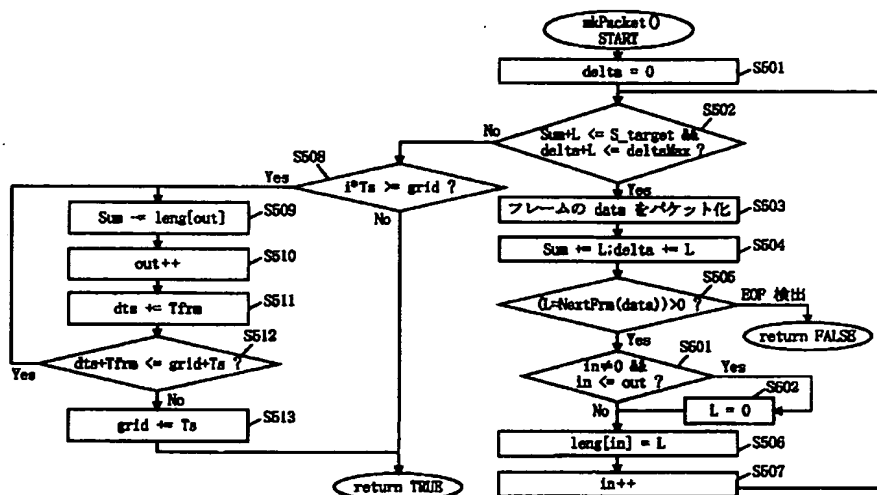 mkPacket()
START
delta = 0
S501
S502
Sum+L <= S_target &&
delta+L <= deltaMax ?
No
Yes
フレームの data をパケット化
S503
Sum += L;delta += L
S504
S505
(L=NextFrm(data))>0 ?
EOF 検出
return FALSE
Yes
S601
in≠0 &&
in <= out ?
Yes
S602
No
L = 0
len​g[in] = L
S506
in++
S507
S508
i*Ts >= grid ?
Yes
No
Sum -= leng[out]
S509
out++
S510
dts += Tfrm
S511
S512
dts+Tfrm <= grid+Ts ?
Yes
No
grid += Ts
S513
return TRUE